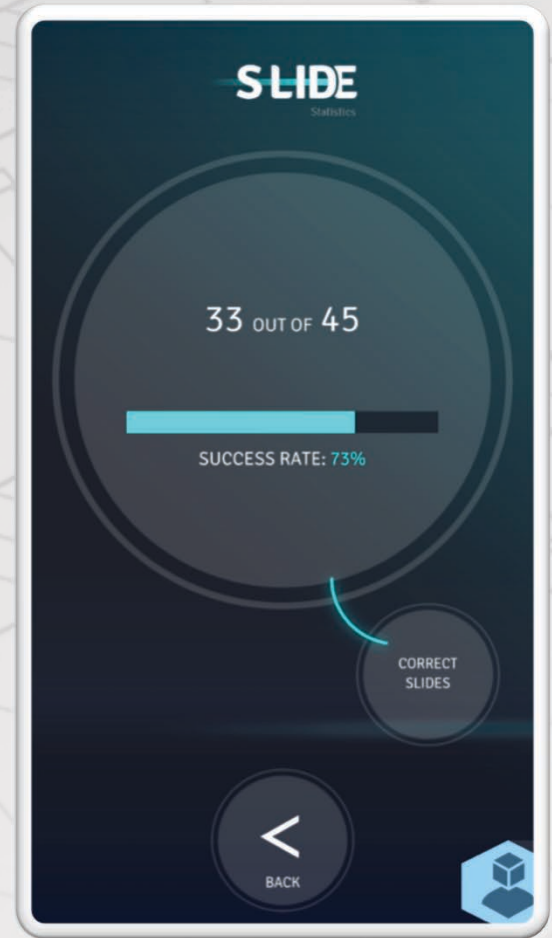 SLIDE
Statistics
33 OUT OF 45
SUCCESS RATE: 73%
CORRECT
SLIDES
<
BACK